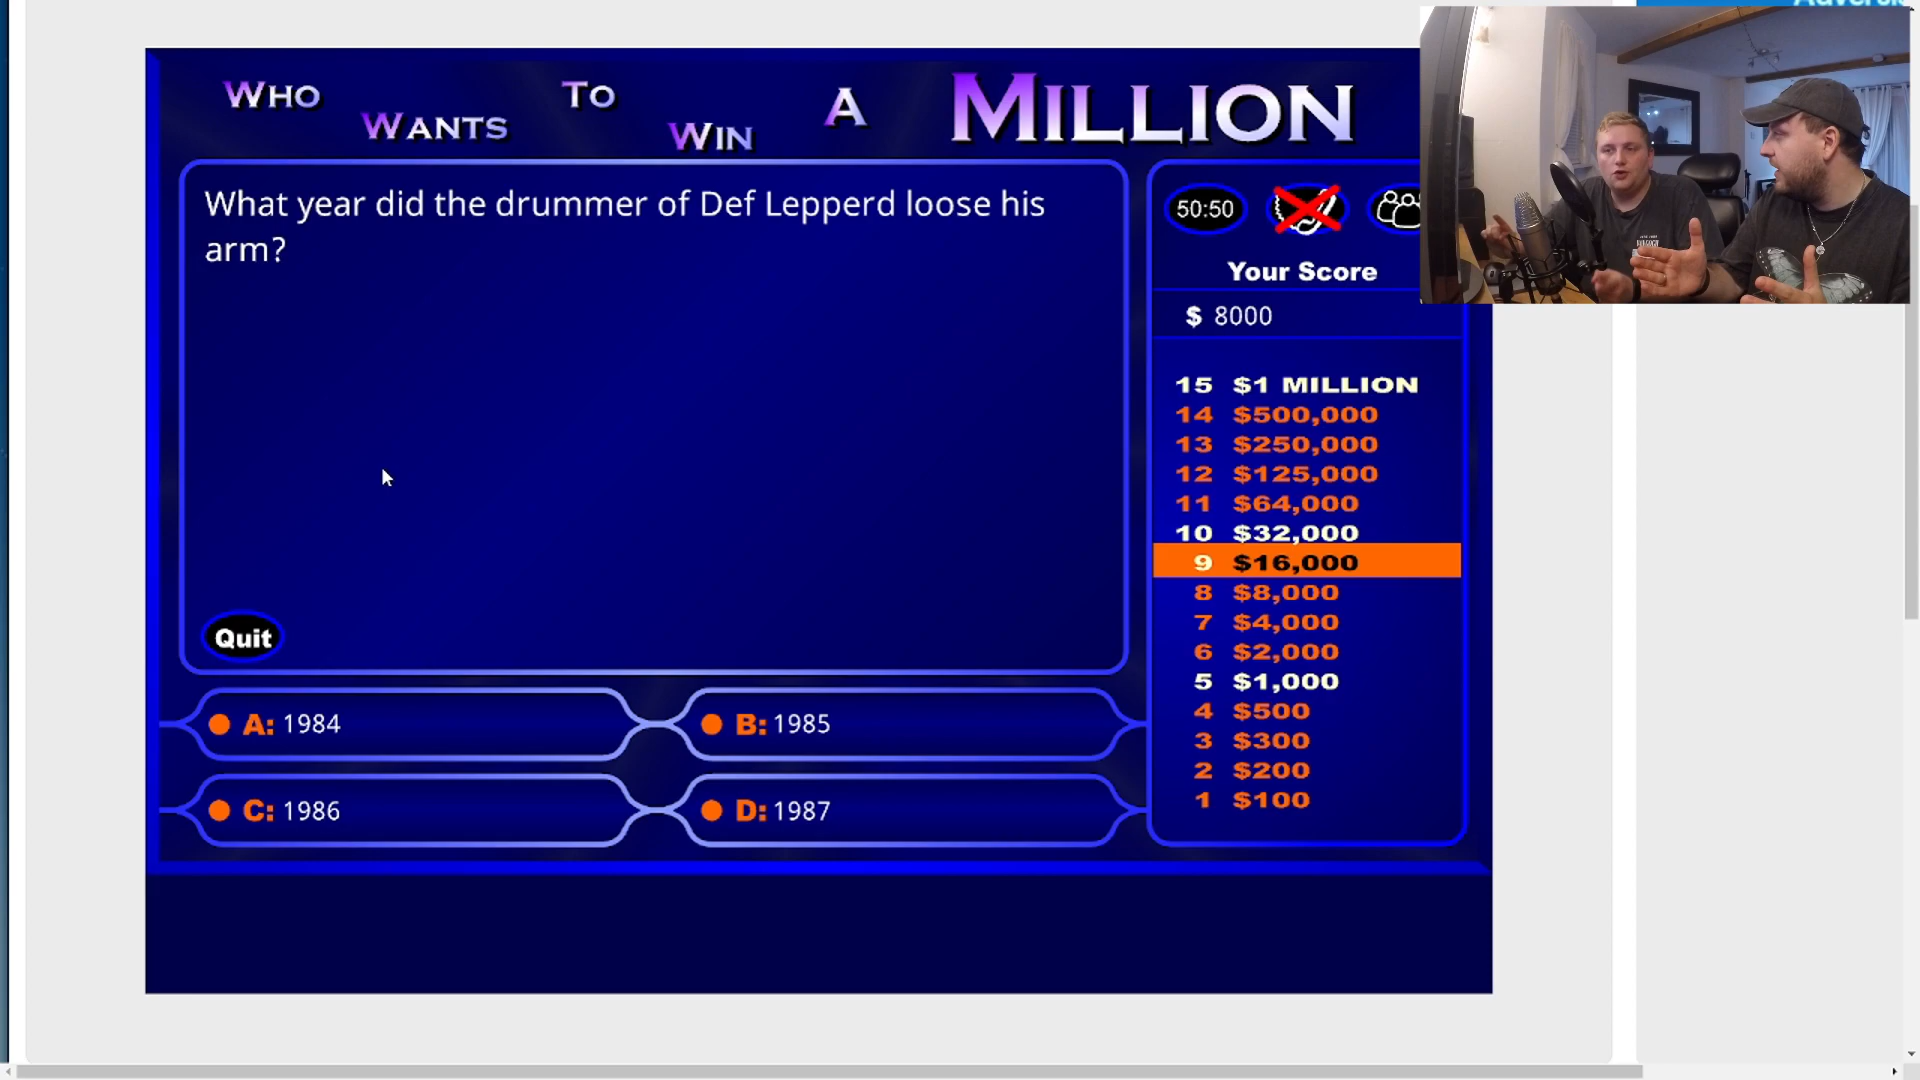 WHO WANTS TO WIN A MILLION
What year did the drummer of Def Lepperd loose his
arm?
Quit
A: 1984
B: 1985
C: 1986
D: 1987
50:50
Your Score
$ 8000
15 $1 MILLION
14 $500,000
13 $250,000
12 $125,000
11 $64,000
10 $32,000
9 $16,000
8 $8,000
7 $4,000
6 $2,000
5 $1,000
4 $500
3 $300
2 $200
1 $100